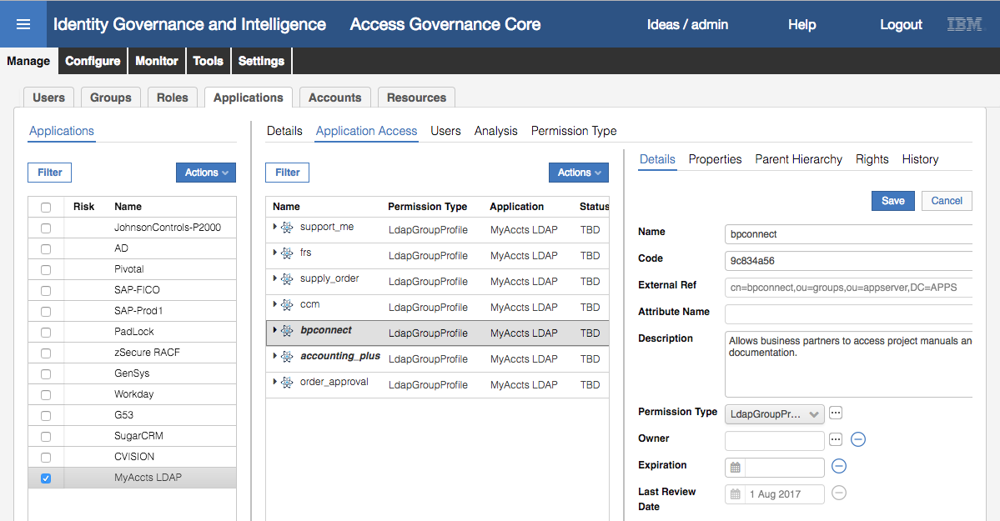 Identity Governance and Intelligence Access Governance Core Ideas / admin Help Logout IBM
Manage Configure Monitor Tools Settings
Users Groups Roles Applications Accounts Resources
Applications
Filter Actions
Risk Name
JohnsonControls-P2000
AD
Pivotal
SAP-FICO
SAP-Prod1
PadLock
zSecure RACF
GenSys
Workday
G53
SugarCRM
CVISION
MyAccts LDAP
Details Application Access Users Analysis Permission Type
Filter Actions
Name Permission Type Application Status
support_me LdapGroupProfile MyAccts LDAP TBD
frs LdapGroupProfile MyAccts LDAP TBD
supply_order LdapGroupProfile MyAccts LDAP TBD
ccm LdapGroupProfile MyAccts LDAP TBD
bpconnect LdapGroupProfile MyAccts LDAP TBD
accounting_plus LdapGroupProfile MyAccts LDAP TBD
order_approval LdapGroupProfile MyAccts LDAP TBD
Details Properties Parent Hierarchy Rights History
Save Cancel
Name bpconnect
Code 9c834a56
External Ref cn=bpconnect,ou=groups,ou=appserver,DC=APPS
Attribute Name
Description Allows business partners to access project manuals an
documentation.
Permission Type LdapGroupPr... ...
Owner ...
Expiration
Last Review 1 Aug 2017
Date